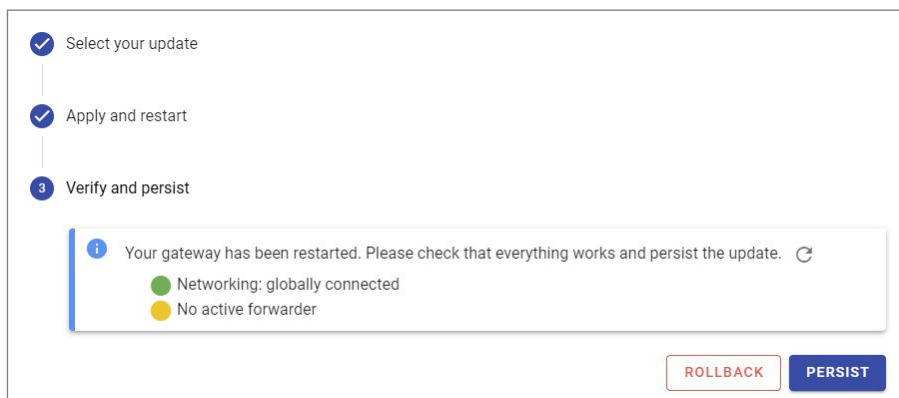 Select your update
Apply and restart
3 Verify and persist
i Your gateway has been restarted. Please check that everything works and persist the update.
Networking: globally connected
No active forwarder
ROLLBACK PERSIST